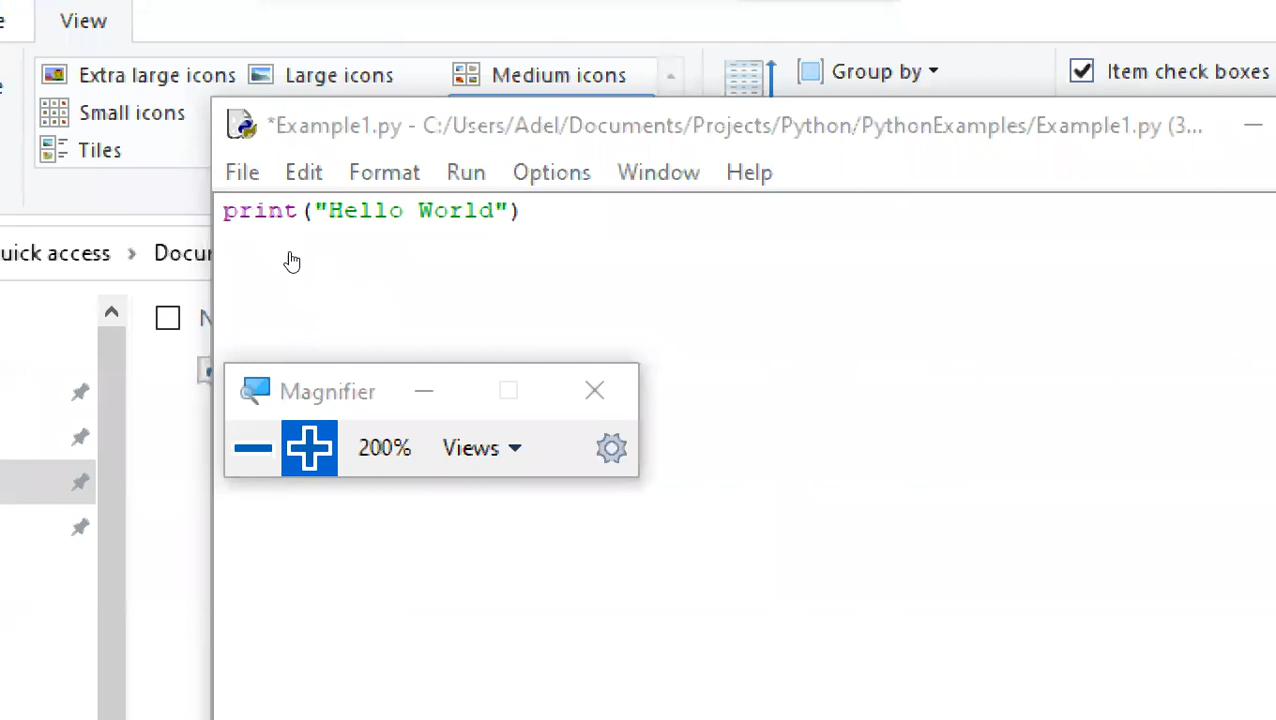 View
Extra large icons
Large icons
Medium icons
Group by
Item check boxes
Small icons
Tiles
*Example1.py - C:/Users/Adel/Documents/Projects/Python/PythonExamples/Example1.py (3...
File Edit Format Run Options Window Help
print("Hello World")
uick access > Docu
Magnifier
200% Views